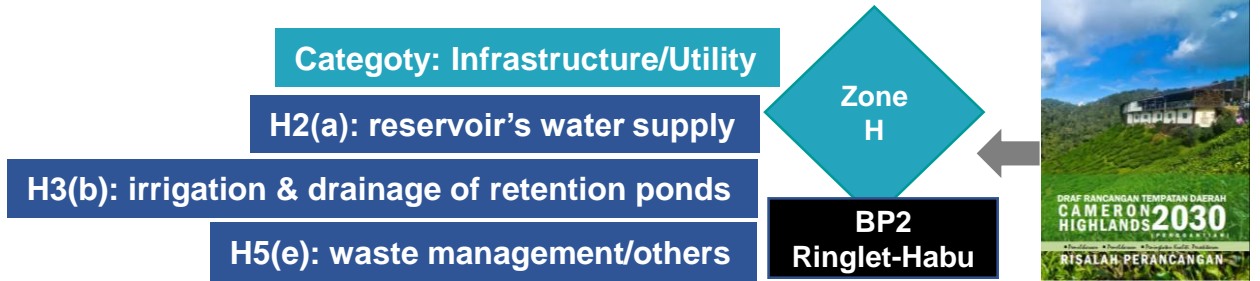 Categoty: Infrastructure/Utility
H2(a): reservoir's water supply
H3(b): irrigation & drainage of retention ponds
H5(e): waste management/others
Zone
H
BP2
Ringlet-Habu
DRAF RANCANGAN TEMPATAN DAERAH
CAMERON
HIGHLANDS 2030
(PENGGANTIAN)
RISALAH PERANCANGAN